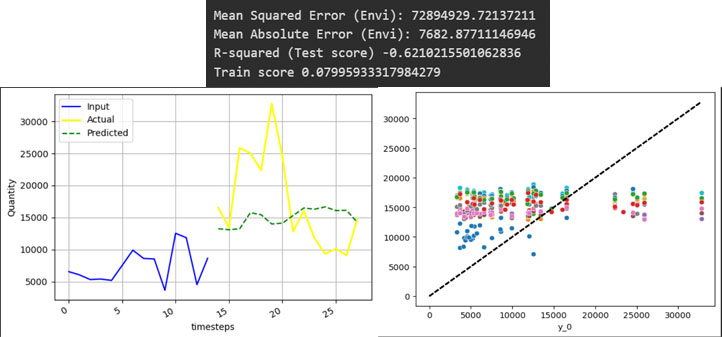 Mean Squared Error (Envi): 72894929.72137211
Mean Absolute Error (Envi): 7682.87711146946
R-squared (Test score) -0.6210215501062836
Train score 0.07995933317984279
Input
Actual
Predicted
Quantity
30000
25000
20000
15000
10000
5000
0 5 10 15 20 25
timesteps
30000
25000
20000
15000
10000
5000
0
0 5000 10000 15000 20000 25000 30000
y_0